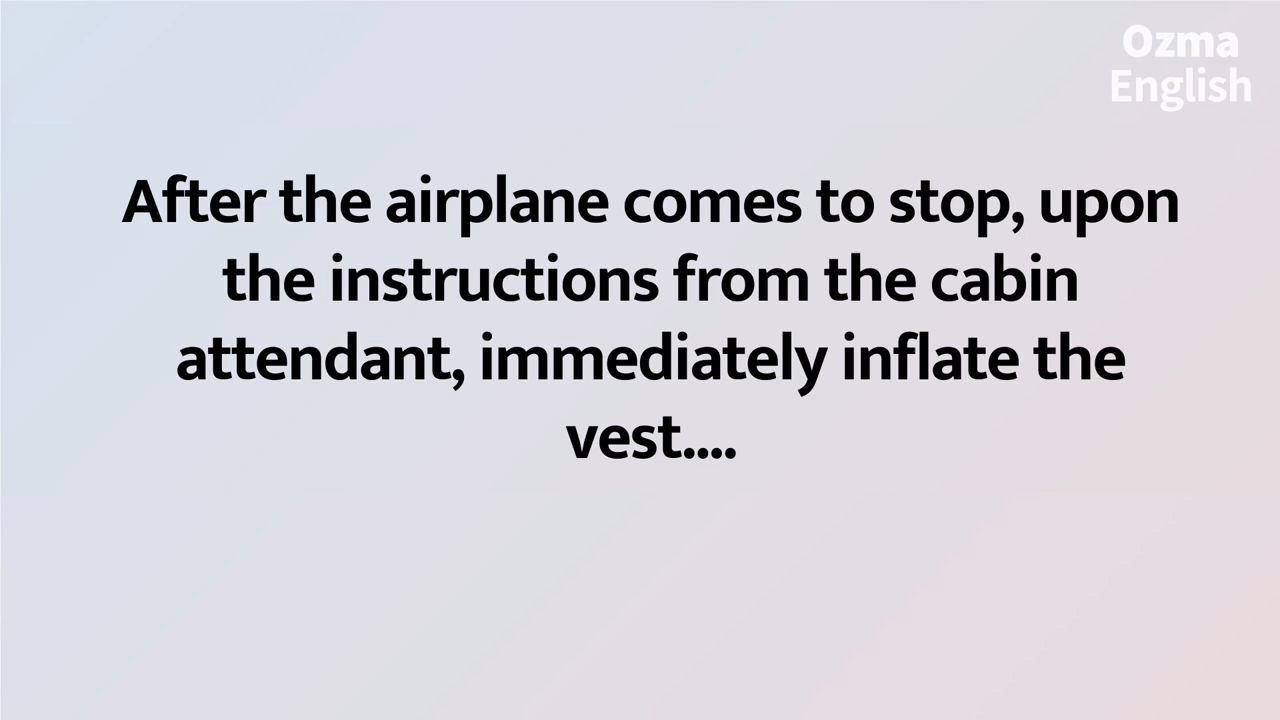 Ozma
English
After the airplane comes to stop, upon
the instructions from the cabin
attendant, immediately inflate the
vest....